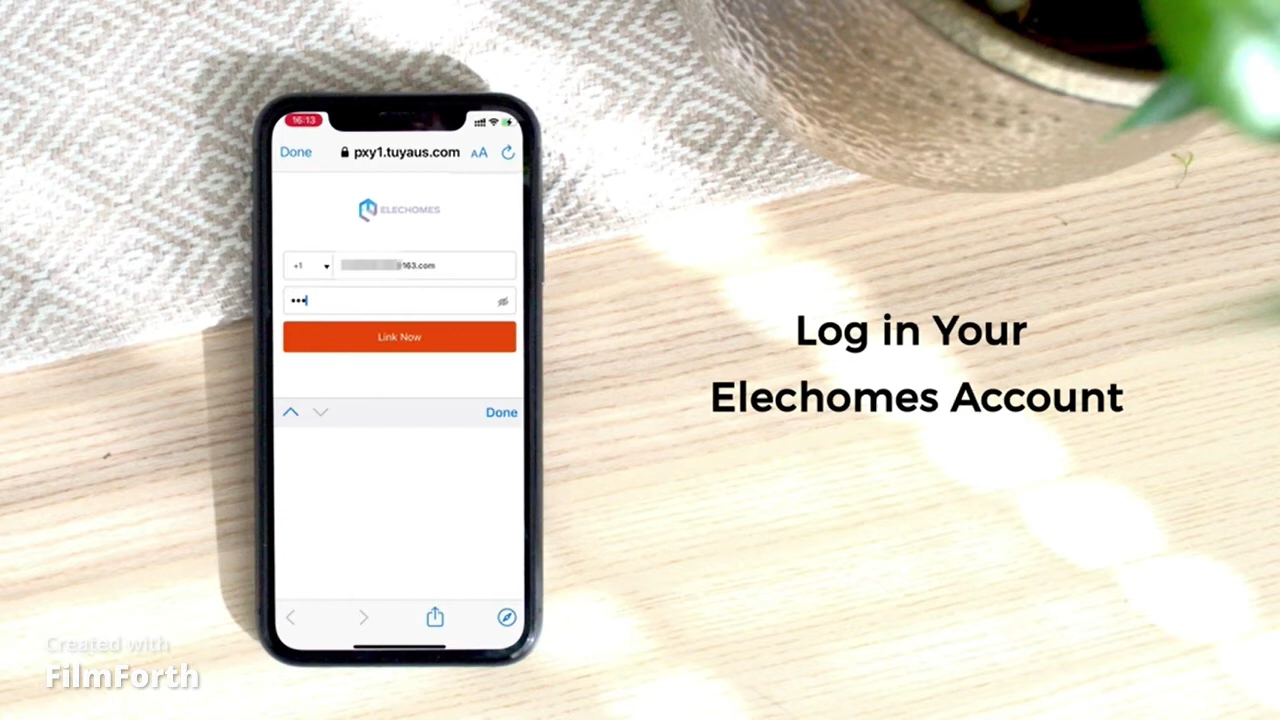 16:13
Done
pxy1.tuyaus.com
AA
ELECHOMES
+1
163.com
Link Now
Done
Log in Your
Elechomes Account
Created with
FilmForth